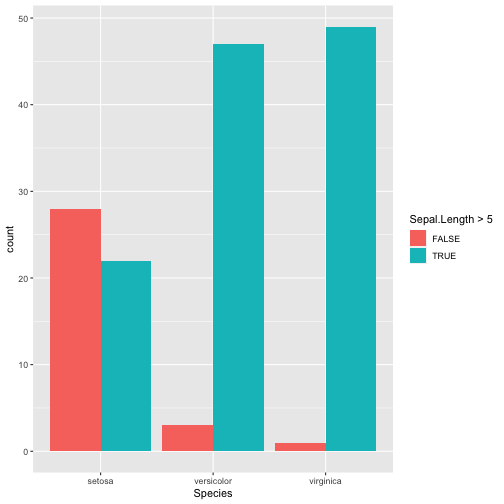 50
40
30
20
10
0
count
setosa
versicolor
virginica
Species
Sepal.Length > 5
FALSE
TRUE